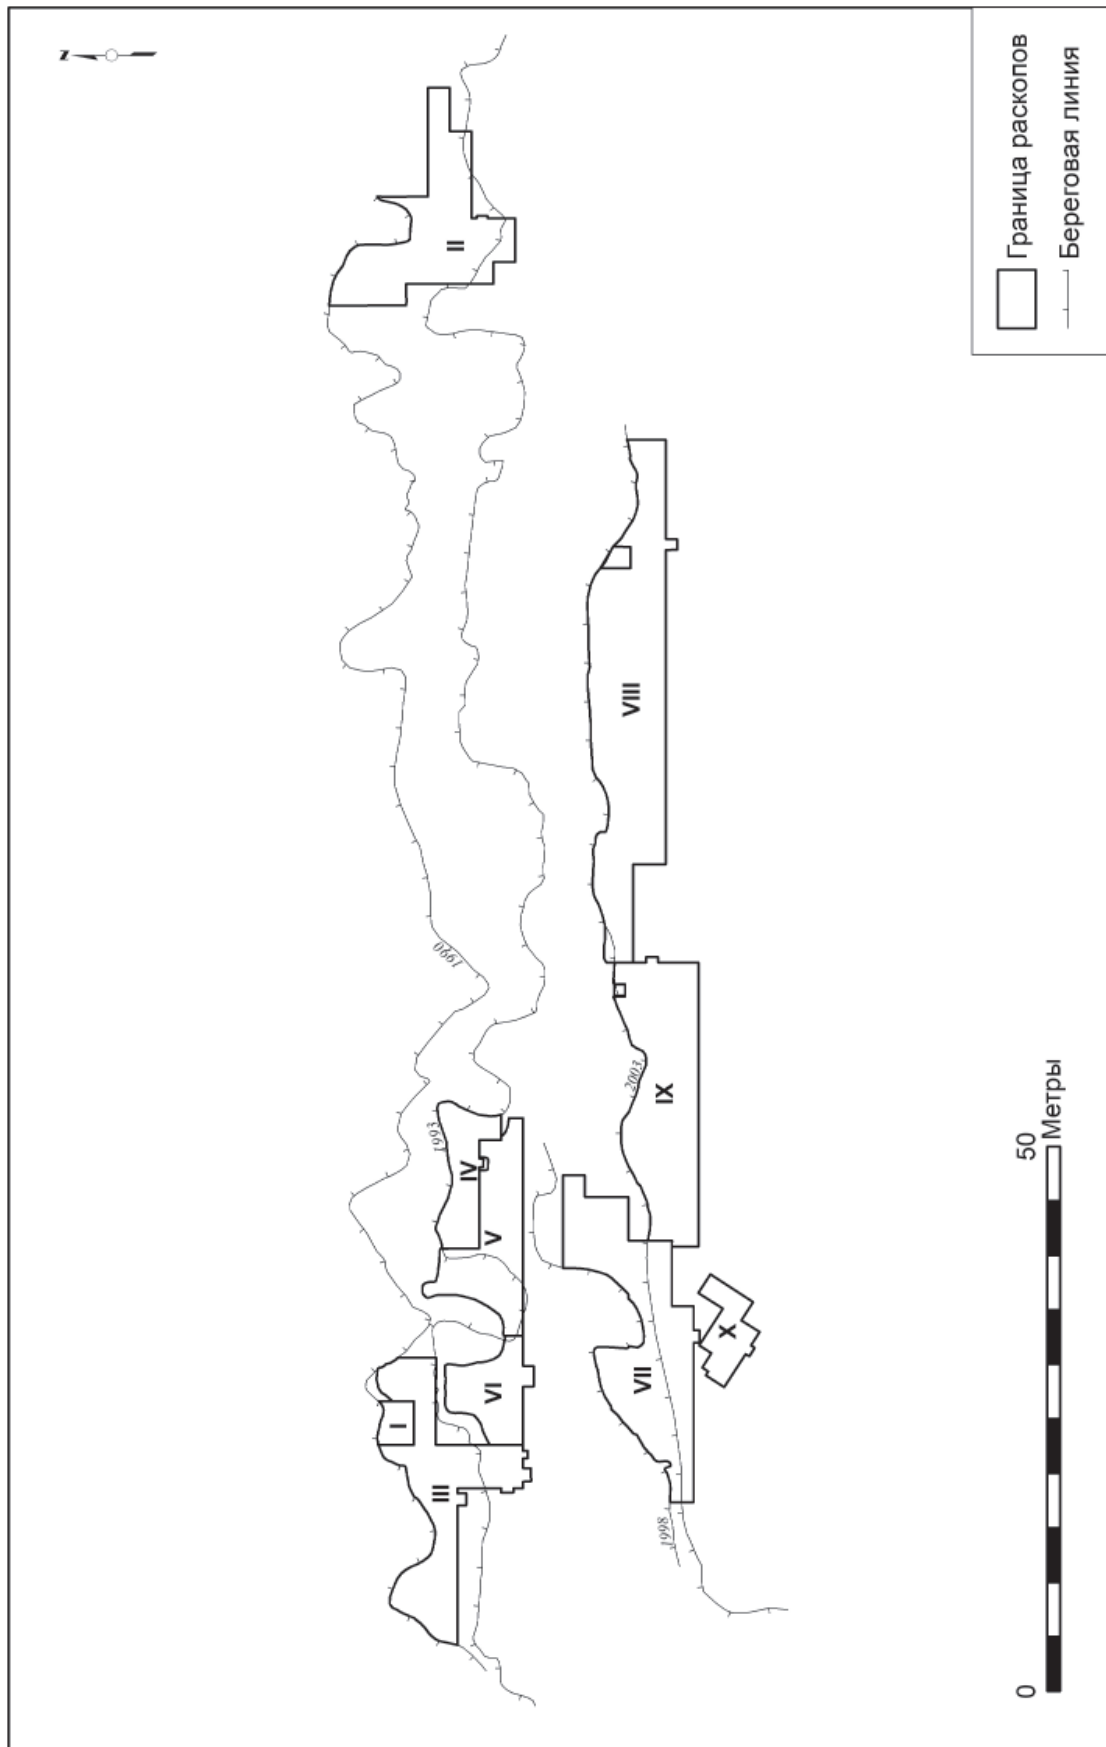 N
II
1990
VIII
1993
IV
V
IX
2003
I
VI
III
VII
X
1998
Граница раскопов
Береговая линия
0
50
Метры